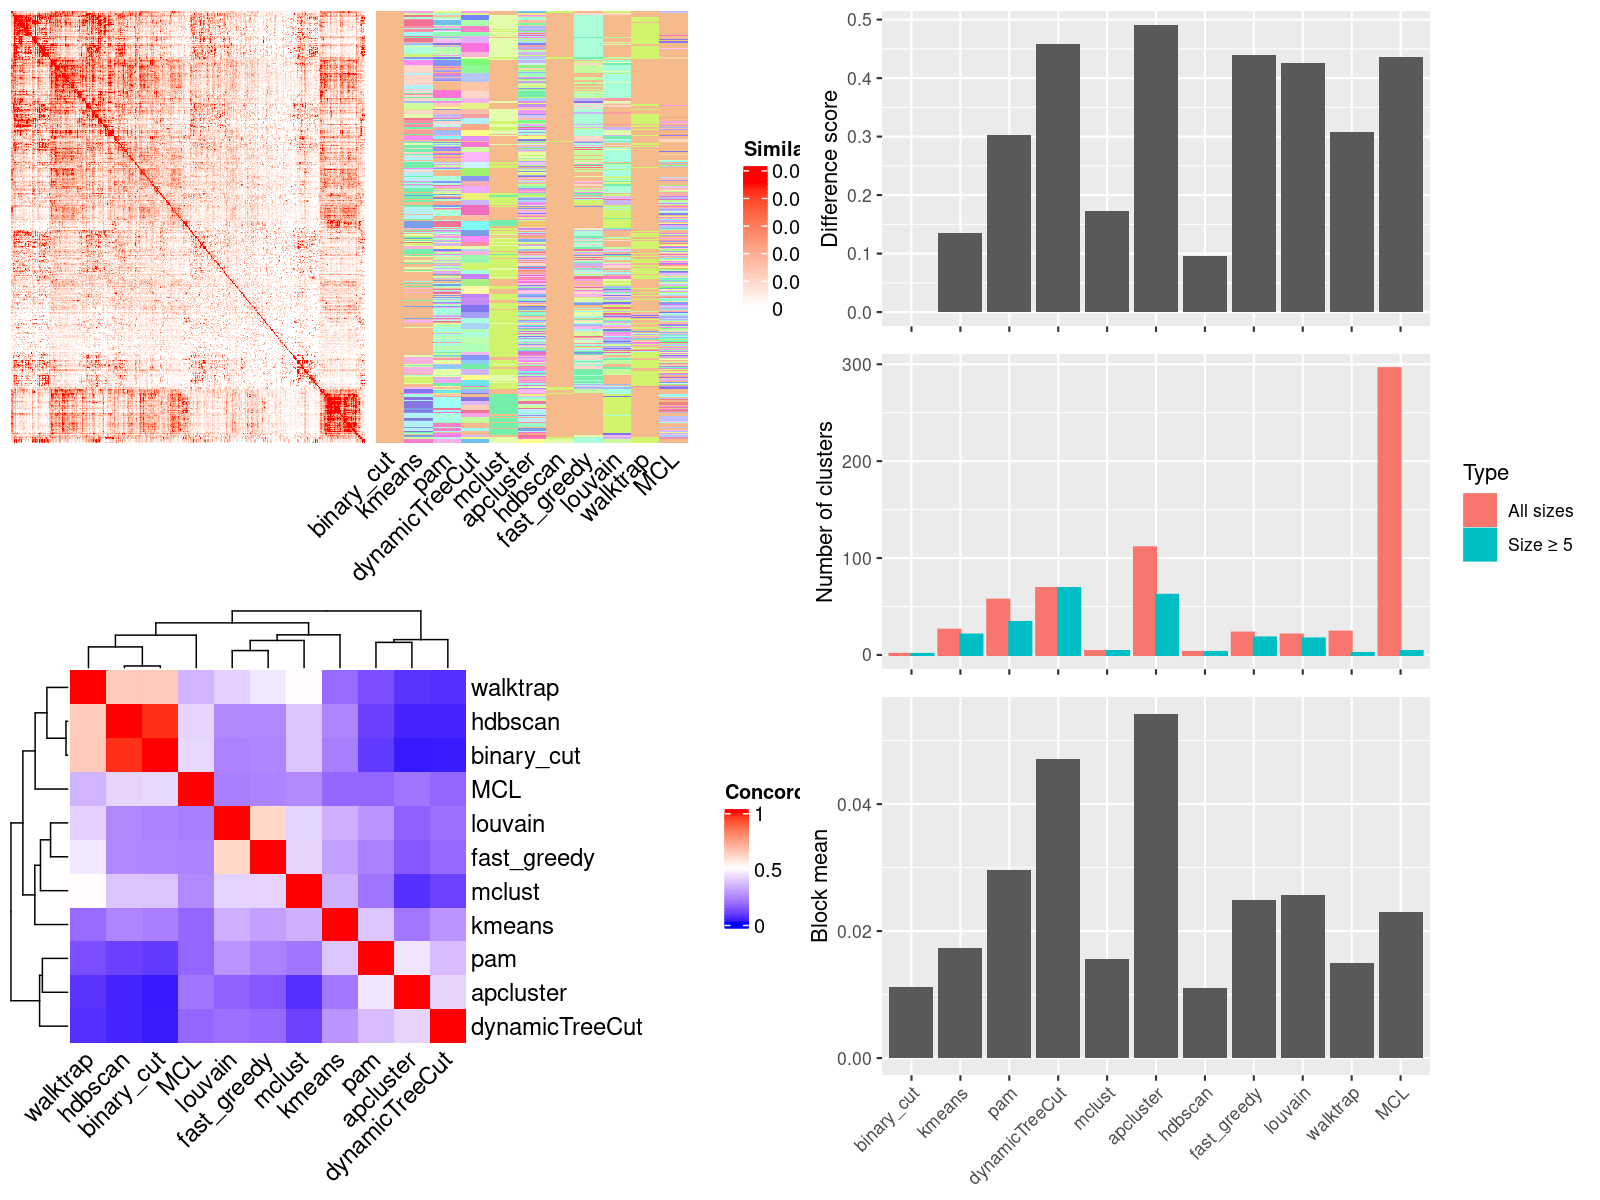 Simila
0.0
0.0
0.0
0.0
0.0
0
binary_cut
kmeans
pam
dynamicTreeCut
mclust
apcluster
hdbscan
fast_greedy
louvain
walktrap
MCL
walktrap
hdbscan
binary_cut
MCL
louvain
fast_greedy
mclust
kmeans
pam
apcluster
dynamicTreeCut
walktrap
hdbscan
binary_cut
MCL
louvain
fast_greedy
mclust
kmeans
pam
apcluster
dynamicTreeCut
Concord
1
0.5
0
Difference score
0.5
0.4
0.3
0.2
0.1
0.0
Number of clusters
300
200
100
0
Type
All sizes
Size ≥ 5
Block mean
0.04
0.02
0.00
binary_cut
kmeans
pam
dynamicTreeCut
mclust
apcluster
hdbscan
fast_greedy
louvain
walktrap
MCL